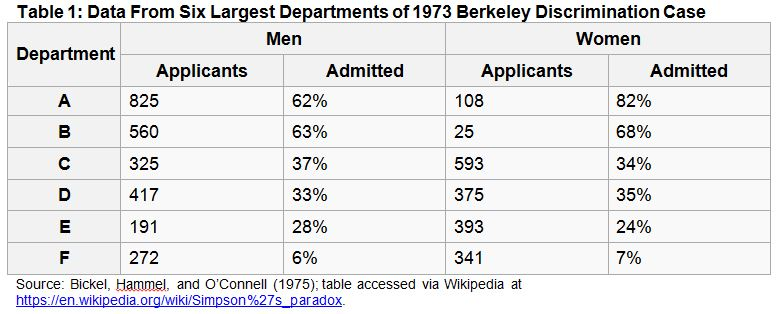 Table 1: Data From Six Largest Departments of 1973 Berkeley Discrimination Case
Department Men Women
Applicants Admitted Applicants Admitted
A 825 62% 108 82%
B 560 63% 25 68%
C 325 37% 593 34%
D 417 33% 375 35%
E 191 28% 393 24%
F 272 6% 341 7%
Source: Bickel, Hammel, and O'Connell (1975); table accessed via Wikipedia at
https://en.wikipedia.org/wiki/Simpson%27s_paradox.